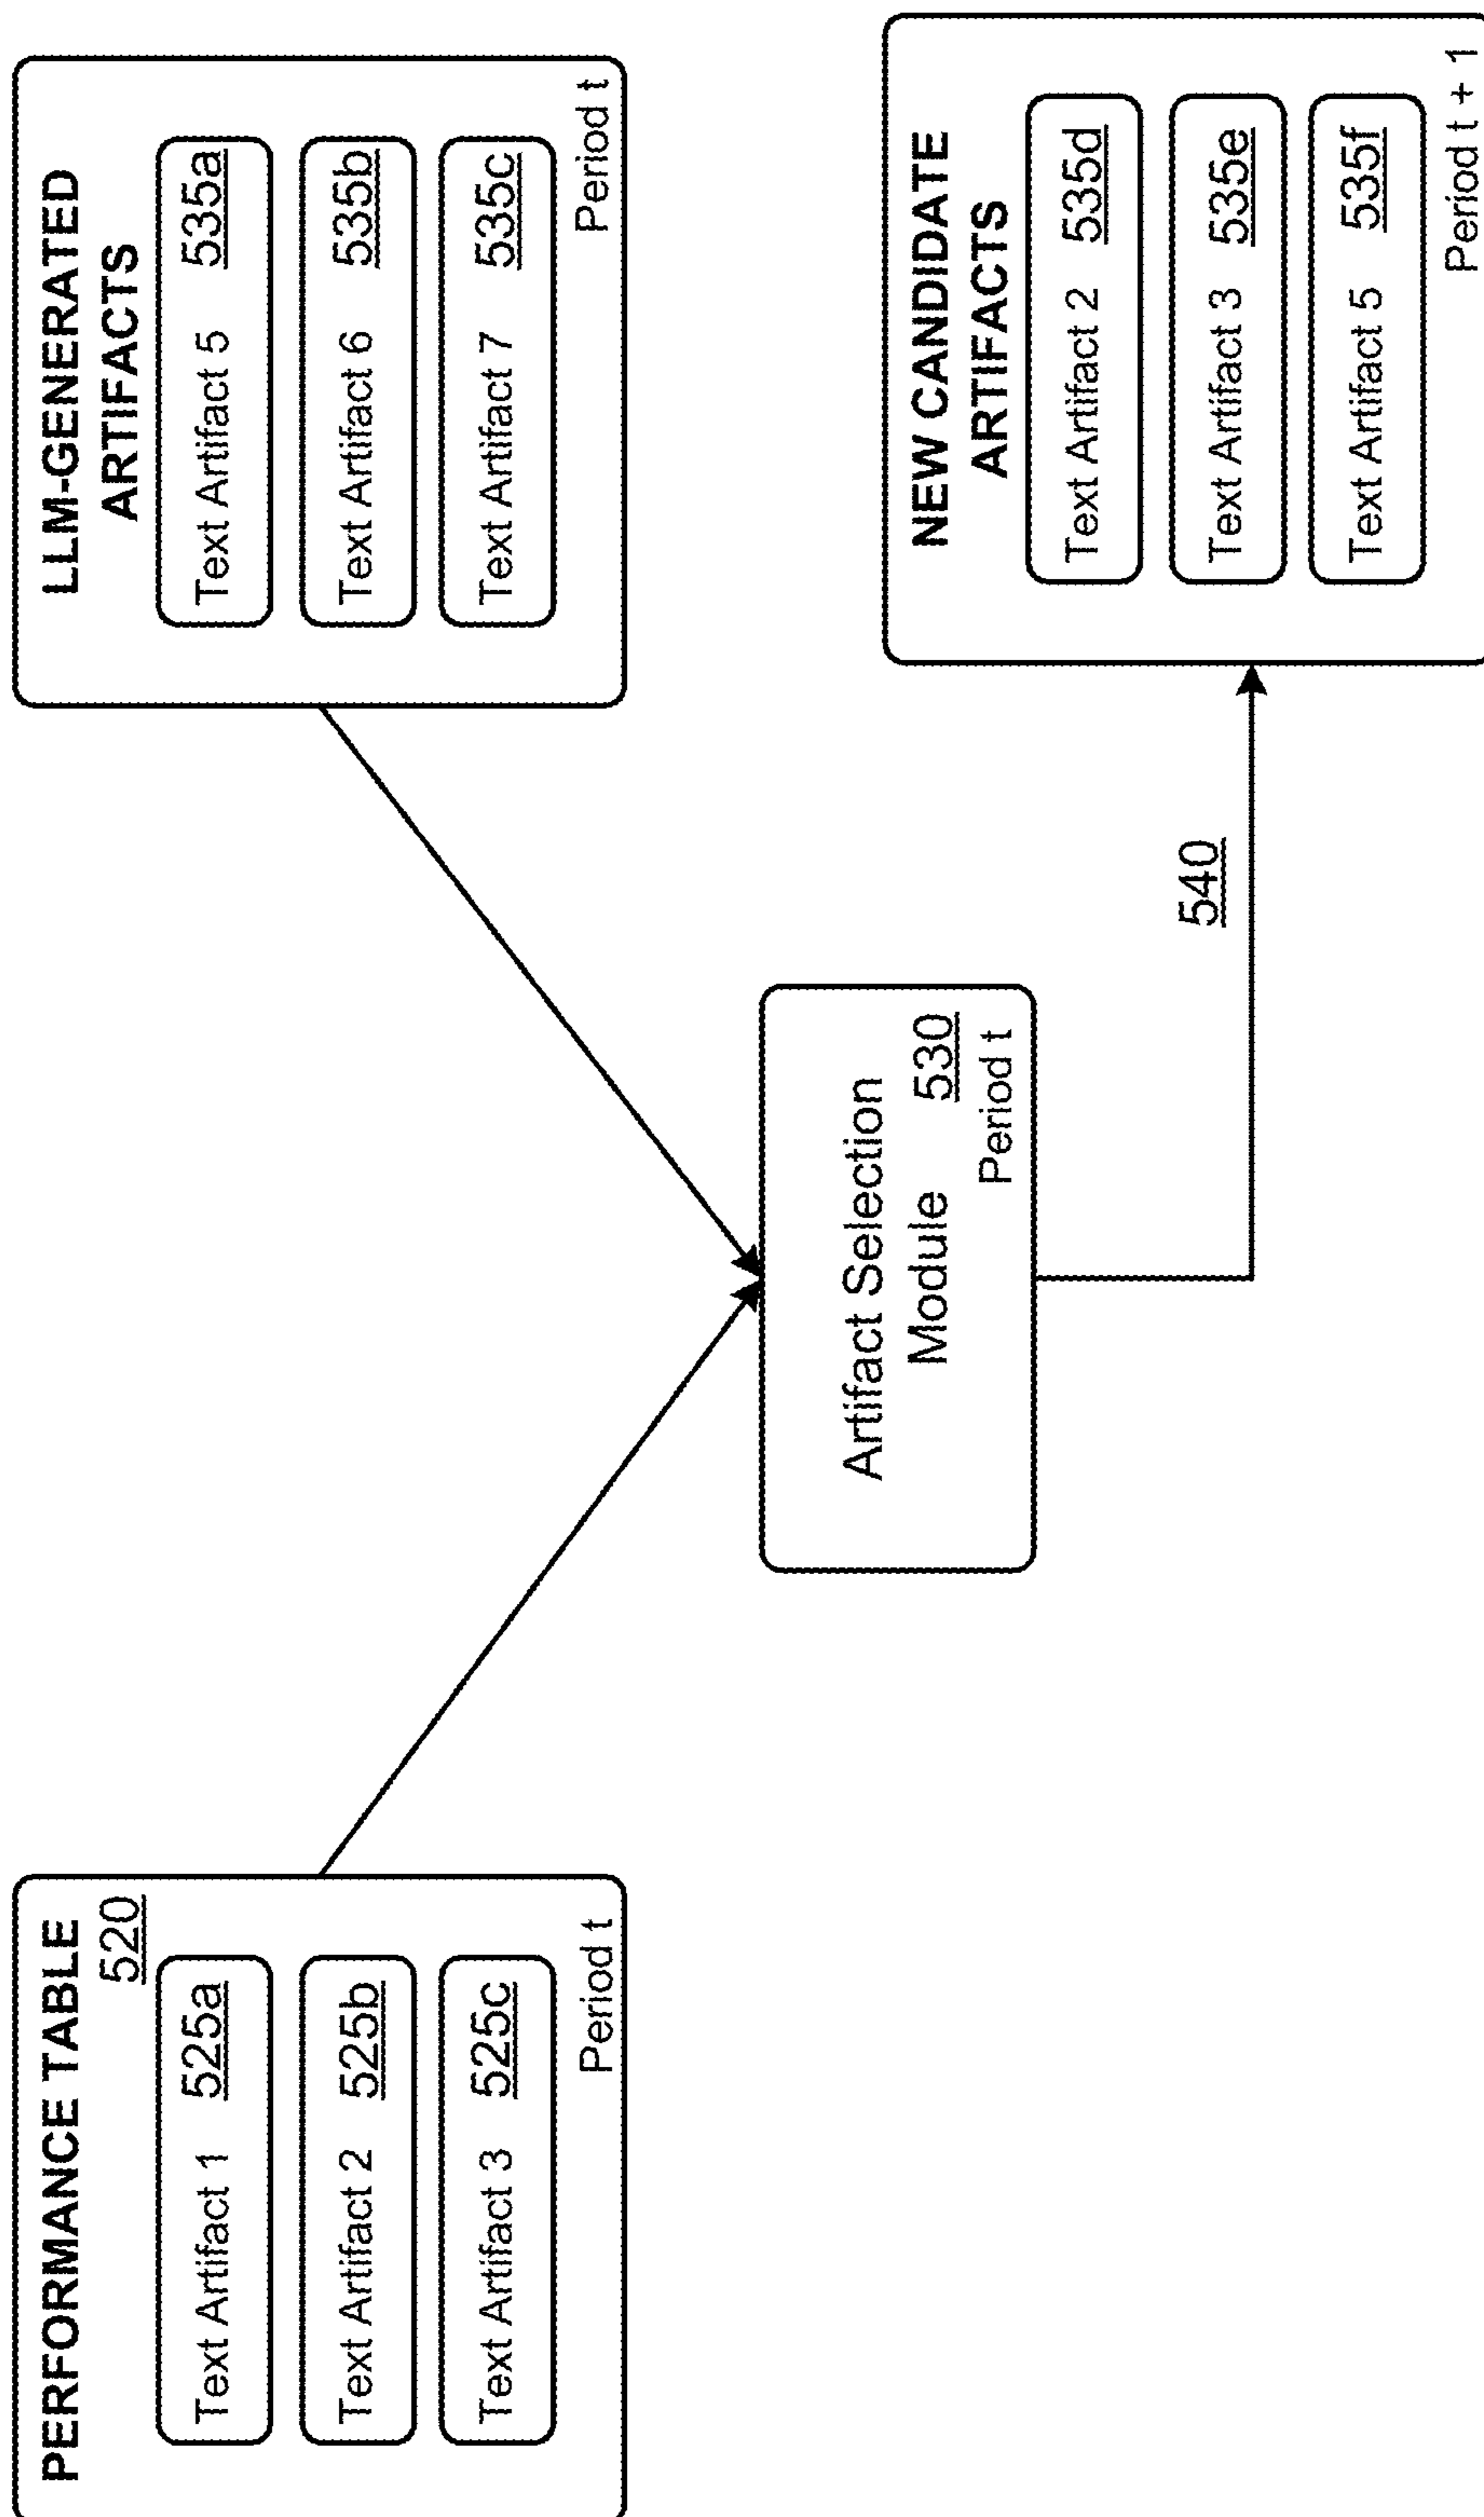 PERFORMANCE TABLE
520
Text Artifact 1 525a
Text Artifact 2 525b
Text Artifact 3 525c
Period t
LLM-GENERATED
ARTIFACTS
Text Artifact 5 535a
Text Artifact 6 535b
Text Artifact 7 535c
Period t
Artifact Selection
Module 530
Period t
540
NEW CANDIDATE
ARTIFACTS
Text Artifact 2 535d
Text Artifact 3 535e
Text Artifact 5 535f
Period t + 1